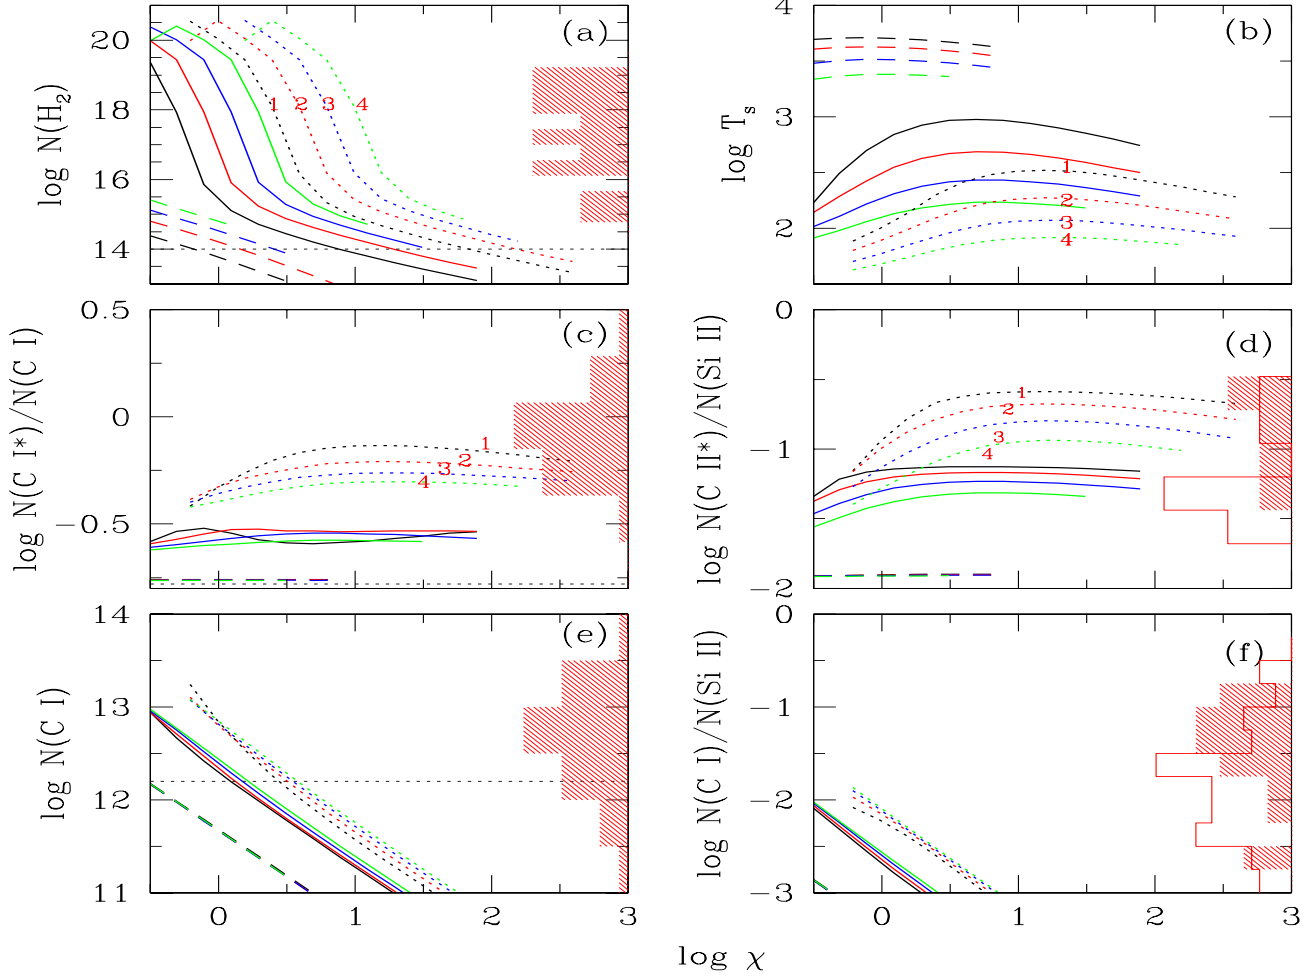 (a)
20
18
16
14
log N(H₂)
1 2 3 4
(b)
4
3
2
log Tₛ
1
2
3
4
(c)
0.5
0
−0.5
log N(C I*)/N(C I)
1
2
3
4
(d)
0
−1
−2
log N(C II*)/N(Si II)
1
2
3
4
(e)
14
13
12
11
log N(C I)
0 1 2 3
(f)
0
−1
−2
−3
log N(C I)/N(Si II)
0 1 2 3
log χ